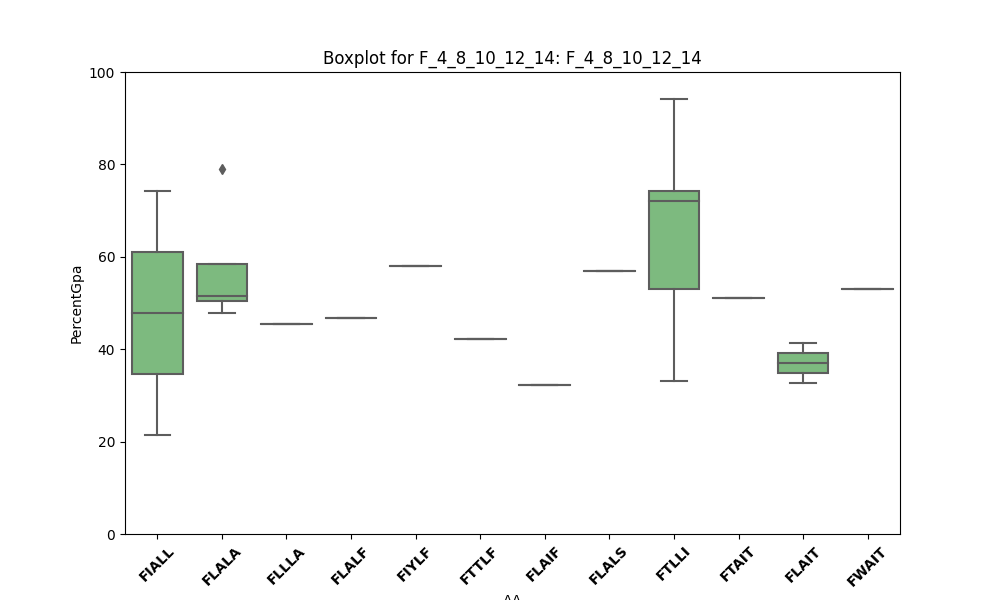 Boxplot for F_4_8_10_12_14: F_4_8_10_12_14
100
80
60
40
20
0
PercentGpa
FIALL
FLALA
FLLLA
FLALF
FIYLF
FTTLF
FLAIF
FLALS
FTLLI
FTAIT
FLAIT
FWAIT
AA